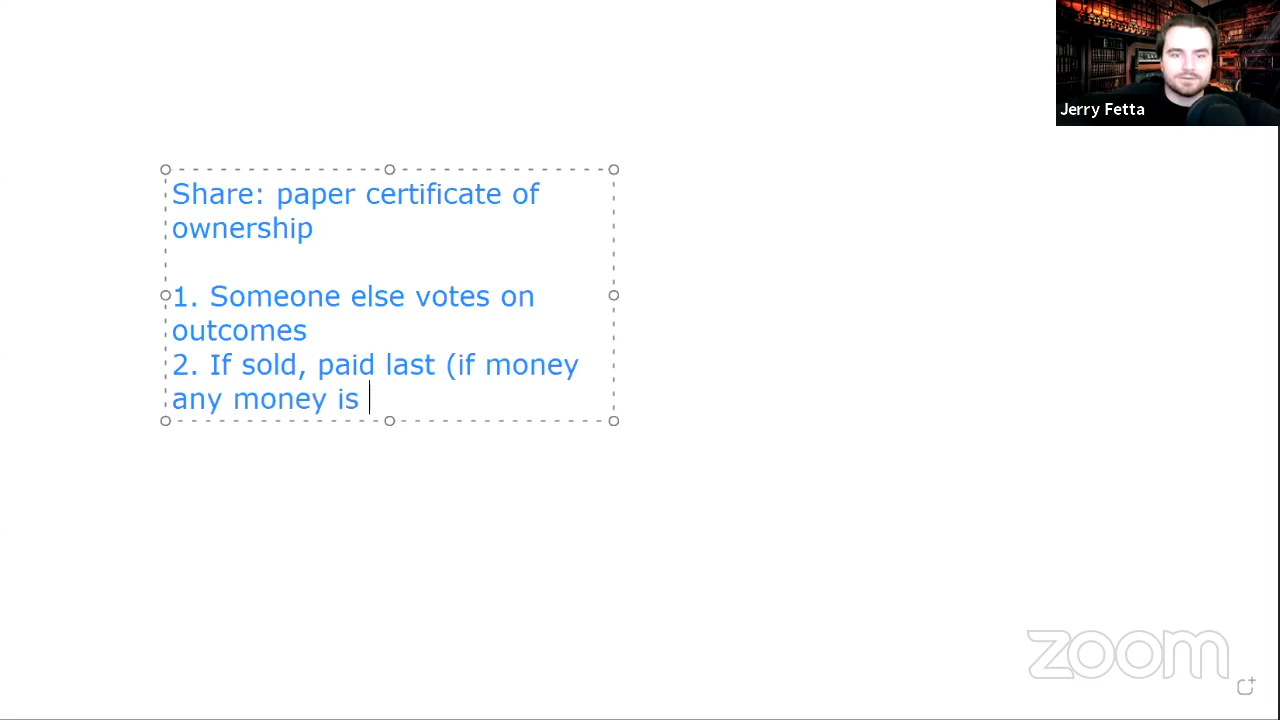 Jerry Fetta
Share: paper certificate of
ownership
1. Someone else votes on
outcomes
2. If sold, paid last (if money
any money is
zoom